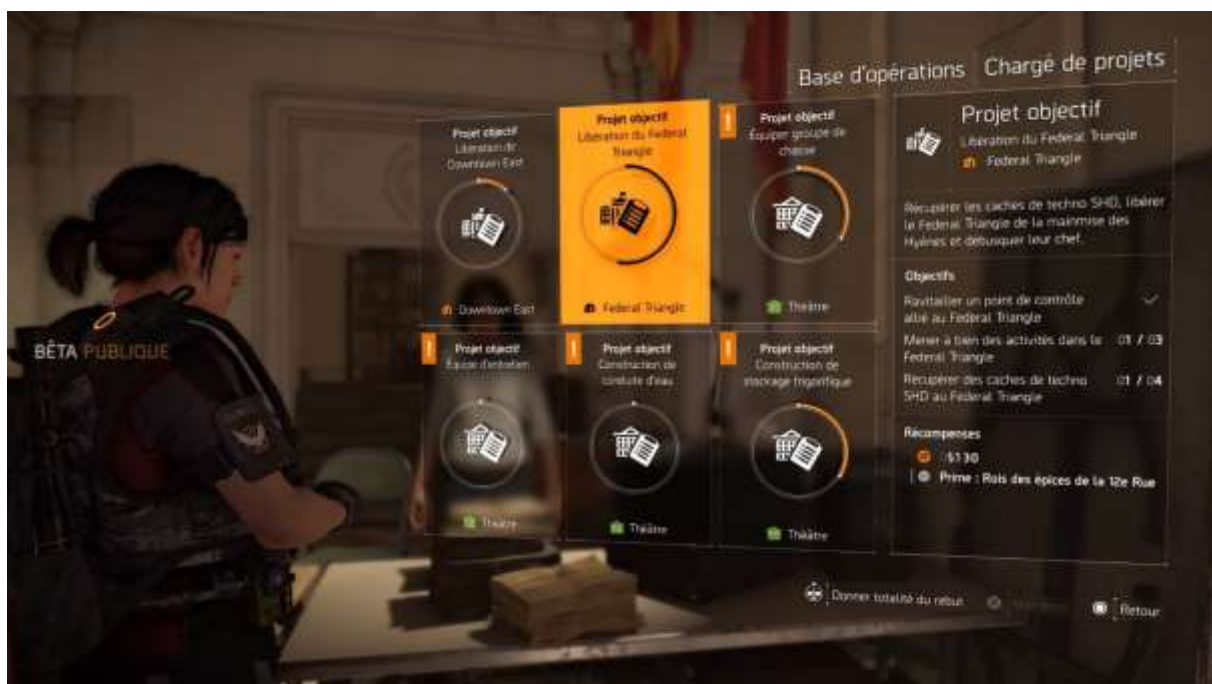 Base d'opérations Chargé de projets
Projet objectif
Libération de
Downtown East
Downtown East
Projet objectif
Libération du Federal
Triangle
Federal Triangle
Projet objectif
Équiper groupe de
chasse
Théâtre
Projet objectif
Équipe d'entretien
Théâtre
Projet objectif
Construction de
conduite d'eau
Théâtre
Projet objectif
Construction de
stockage frigorifique
Théâtre
Projet objectif
Libération du Federal Triangle
Federal Triangle
Récupérer les caches de techno SHD, libérer
le Federal Triangle de la mainmise des
Hyènes et débusquer leur chef.
Objectifs
Ravitailler un point de contrôle
allié au Federal Triangle
Mener à bien des activités dans le 01 / 03
Federal Triangle
Récupérer des caches de techno 01 / 04
SHD au Federal Triangle
Récompenses
5130
Prime : Rois des épices de la 12e Rue
BÊTA PUBLIQUE
Donner totalité du rebut
Retour